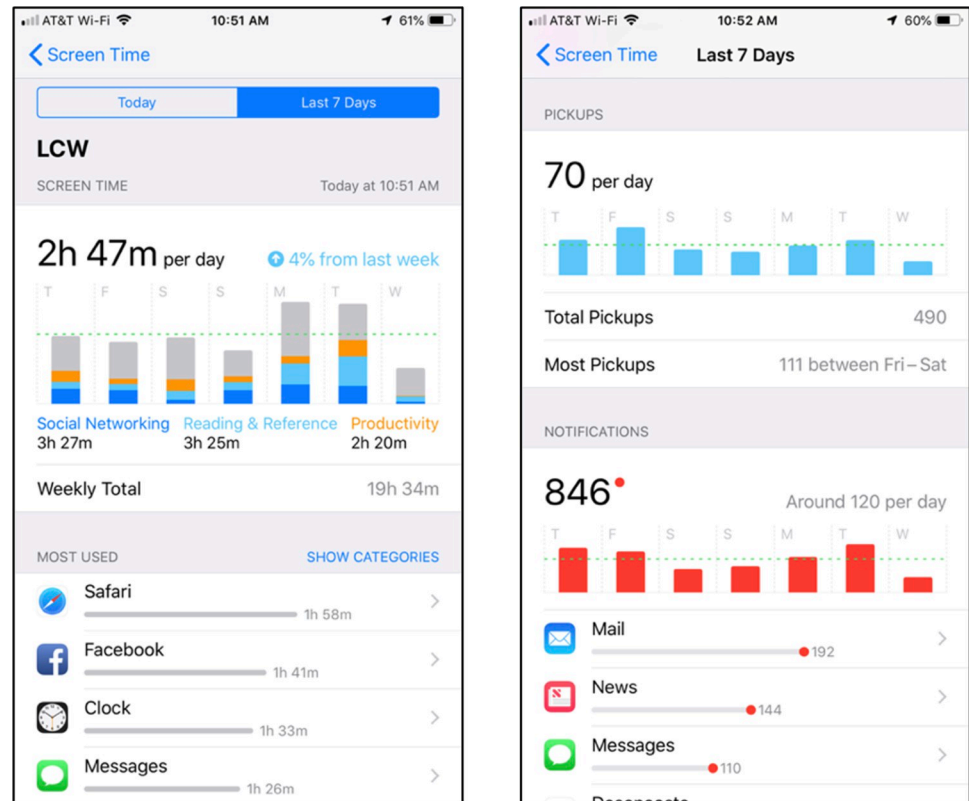 AT&T Wi-Fi 10:51 AM 61%
Screen Time
Today Last 7 Days
LCW
SCREEN TIME Today at 10:51 AM
2h 47m per day 4% from last week
T F S S M T W
Social Networking Reading & Reference Productivity
3h 27m 3h 25m 2h 20m
Weekly Total 19h 34m
MOST USED SHOW CATEGORIES
Safari
1h 58m
Facebook
1h 41m
Clock
1h 33m
Messages
1h 26m
AT&T Wi-Fi 10:52 AM 60%
Screen Time Last 7 Days
PICKUPS
70 per day
T F S S M T W
Total Pickups 490
Most Pickups 111 between Fri – Sat
NOTIFICATIONS
846 Around 120 per day
T F S S M T W
Mail
192
News
144
Messages
110